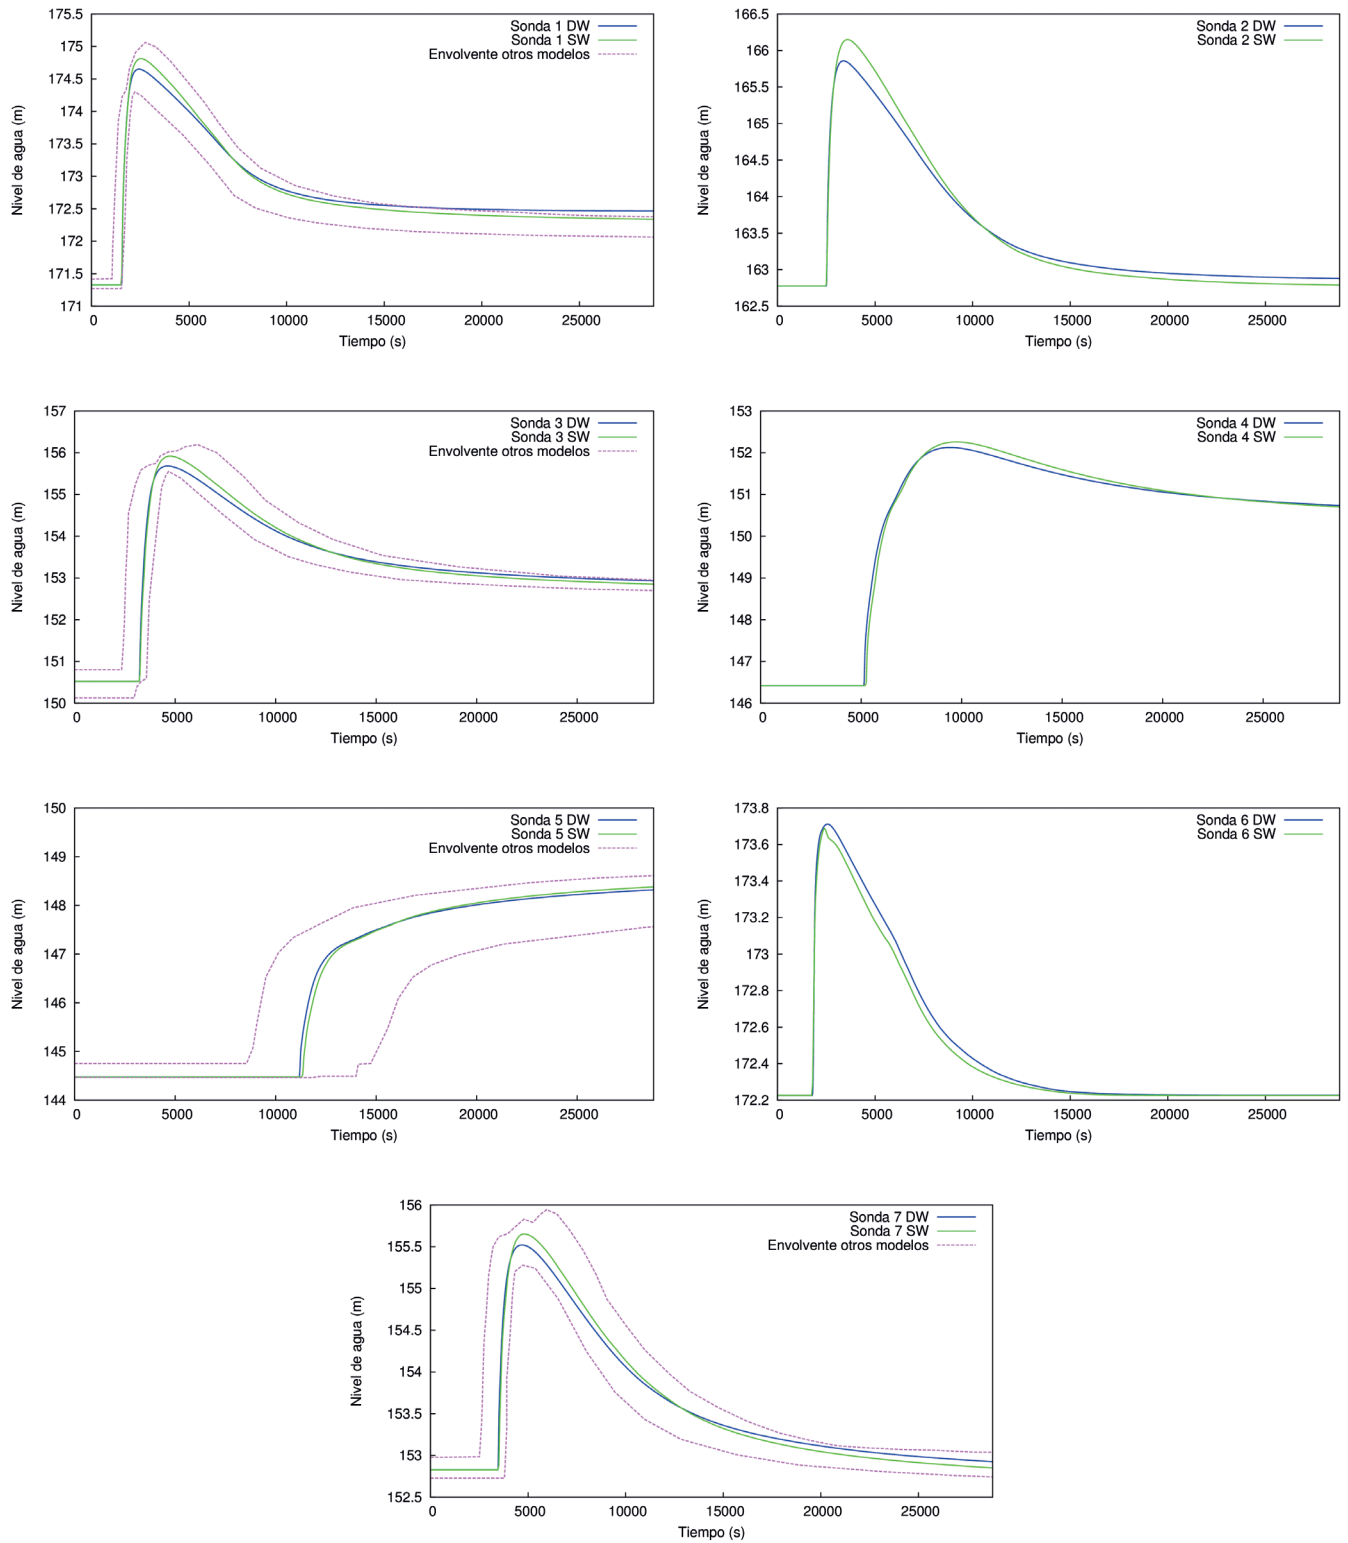 175.5
175
174.5
174
173.5
173
172.5
172
171.5
171
0 5000 10000 15000 20000 25000
Nivel de agua (m)
Tiempo (s)
Sonda 1 DW
Sonda 1 SW
Envolvente otros modelos
166.5
166
165.5
165
164.5
164
163.5
163
162.5
0 5000 10000 15000 20000 25000
Nivel de agua (m)
Tiempo (s)
Sonda 2 DW
Sonda 2 SW
157
156
155
154
153
152
151
150
0 5000 10000 15000 20000 25000
Nivel de agua (m)
Tiempo (s)
Sonda 3 DW
Sonda 3 SW
Envolvente otros modelos
153
152
151
150
149
148
147
146
0 5000 10000 15000 20000 25000
Nivel de agua (m)
Tiempo (s)
Sonda 4 DW
Sonda 4 SW
150
149
148
147
146
145
144
0 5000 10000 15000 20000 25000
Nivel de agua (m)
Tiempo (s)
Sonda 5 DW
Sonda 5 SW
Envolvente otros modelos
173.8
173.6
173.4
173.2
173
172.8
172.6
172.4
172.2
0 5000 10000 15000 20000 25000
Nivel de agua (m)
Tiempo (s)
Sonda 6 DW
Sonda 6 SW
156
155.5
155
154.5
154
153.5
153
152.5
0 5000 10000 15000 20000 25000
Nivel de agua (m)
Tiempo (s)
Sonda 7 DW
Sonda 7 SW
Envolvente otros modelos